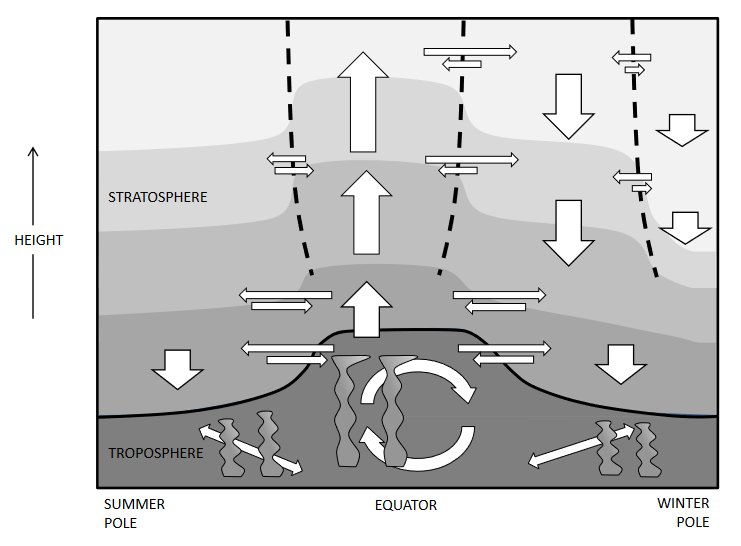 STRATOSPHERE
HEIGHT
TROPOSPHERE
SUMMER
POLE
EQUATOR
WINTER
POLE